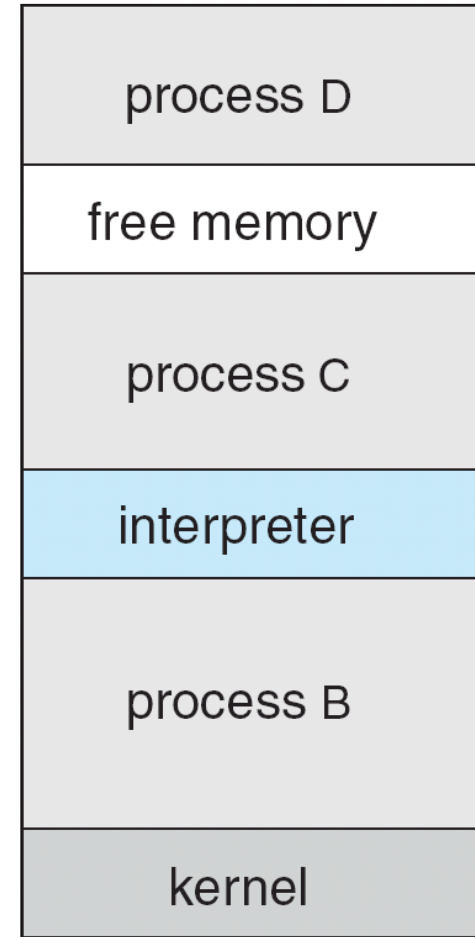 process D
free memory
process C
interpreter
process B
kernel